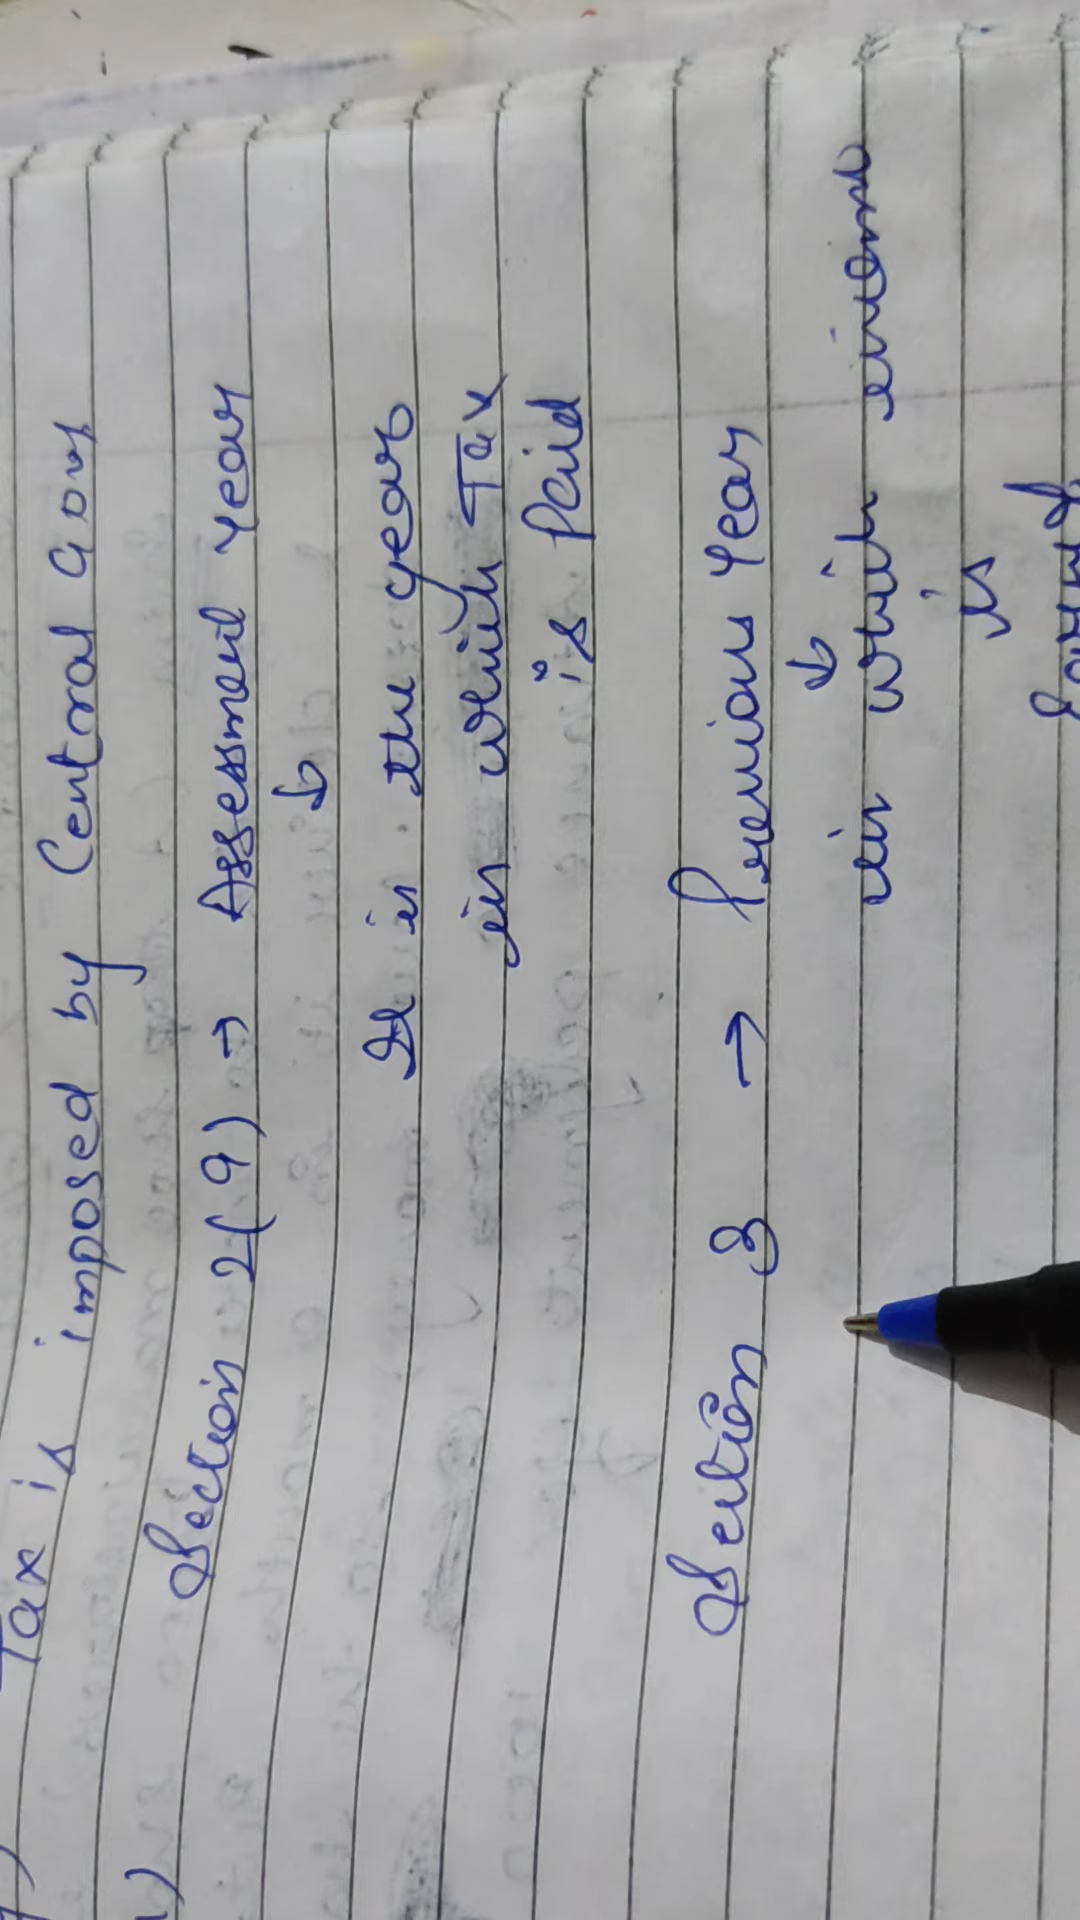 Tax is imposed by Central Govt
Section 2(9) → Assessment Year
↓
It is the year
in which Tax
is Paid
Section 3 → Previous Year
↓
in which income
is